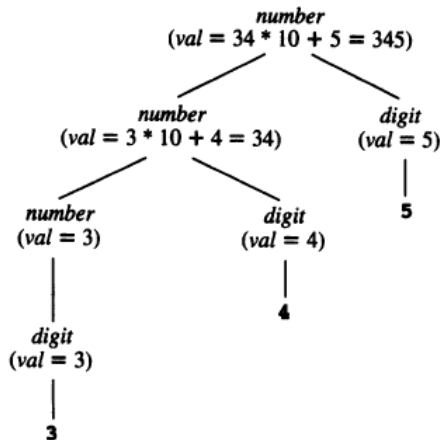 number
(val = 34 * 10 + 5 = 345)
number
(val = 3 * 10 + 4 = 34)
digit
(val = 5)
number
(val = 3)
digit
(val = 4)
5
4
digit
(val = 3)
3